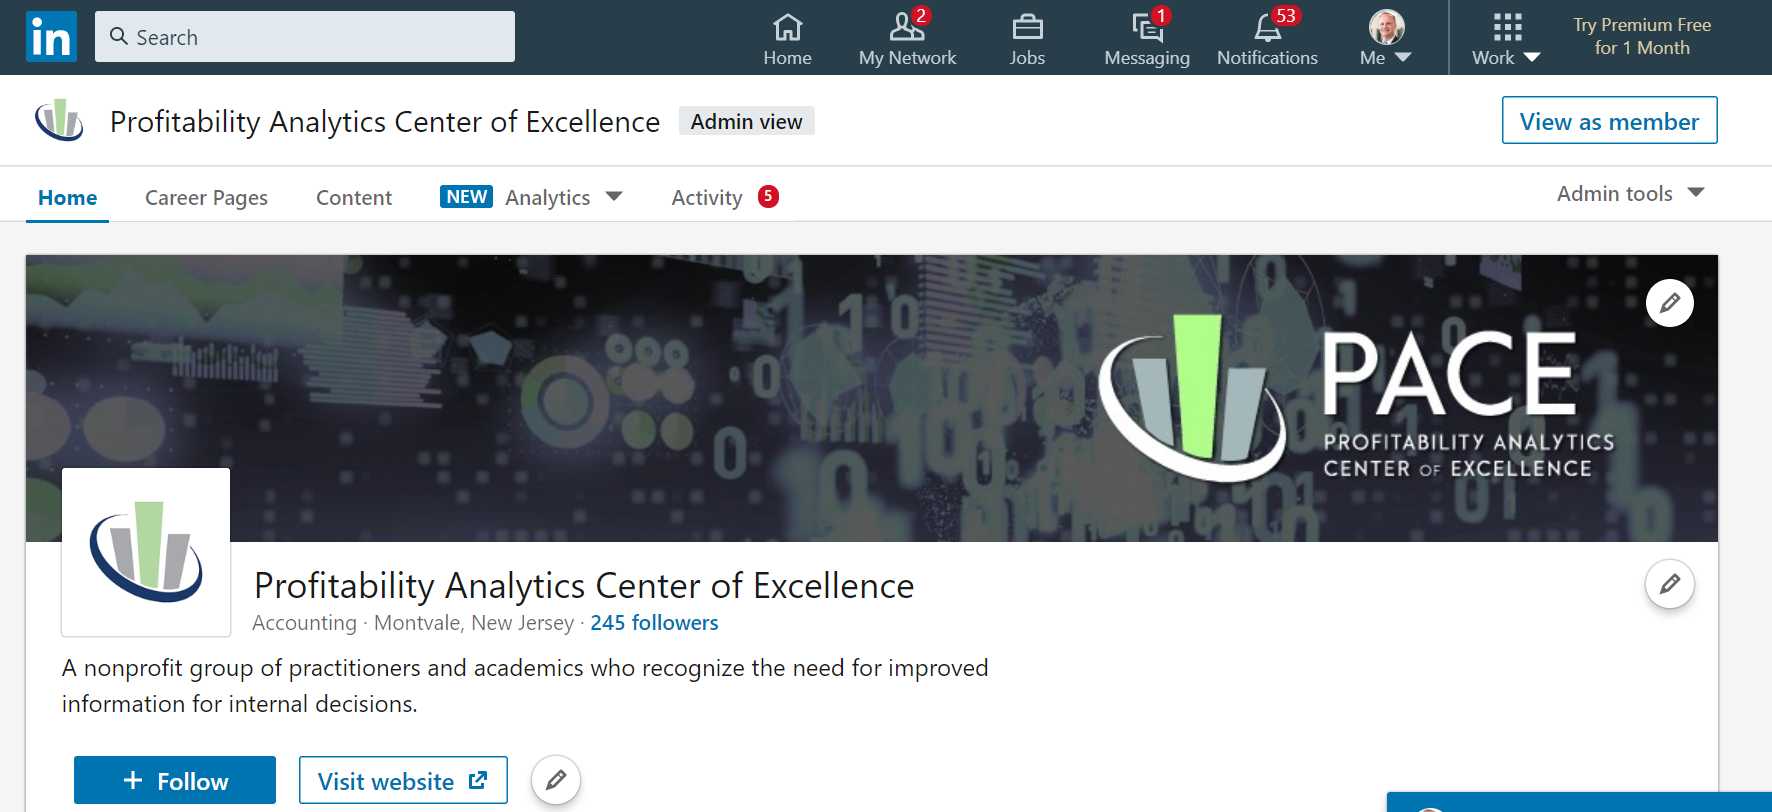 in
Search
Home
2
My Network
Jobs
1
Messaging
53
Notifications
Me
Work
Try Premium Free
for 1 Month
Profitability Analytics Center of Excellence
Admin view
View as member
Home
Career Pages
Content
NEW Analytics
Activity 5
Admin tools
PACE
PROFITABILITY ANALYTICS
CENTER OF EXCELLENCE
Profitability Analytics Center of Excellence
Accounting · Montvale, New Jersey · 245 followers
A nonprofit group of practitioners and academics who recognize the need for improved
information for internal decisions.
+ Follow
Visit website